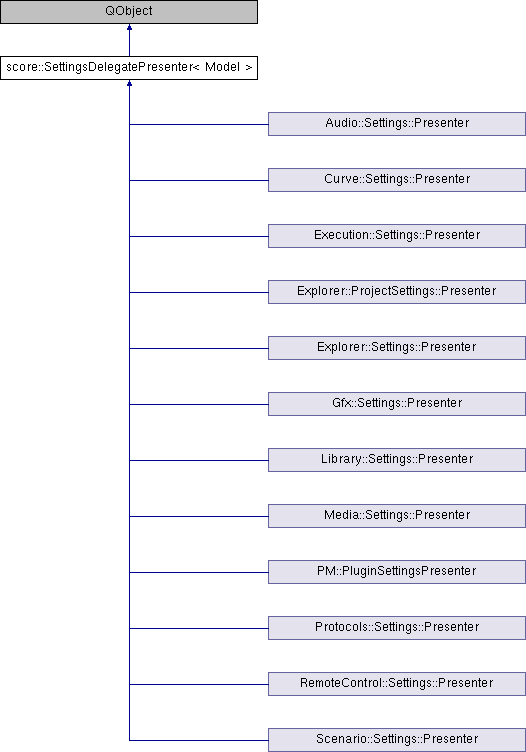 QObject
score::SettingsDelegatePresenter< Model >
Audio::Settings::Presenter
Curve::Settings::Presenter
Execution::Settings::Presenter
Explorer::ProjectSettings::Presenter
Explorer::Settings::Presenter
Gfx::Settings::Presenter
Library::Settings::Presenter
Media::Settings::Presenter
PM::PluginSettingsPresenter
Protocols::Settings::Presenter
RemoteControl::Settings::Presenter
Scenario::Settings::Presenter